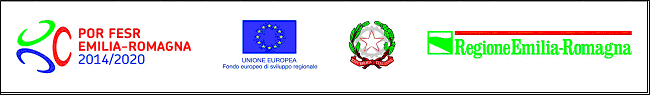 POR FESR
EMILIA-ROMAGNA
2014/2020
UNIONE EUROPEA
Fondo europeo di sviluppo regionale
RegioneEmilia-Romagna